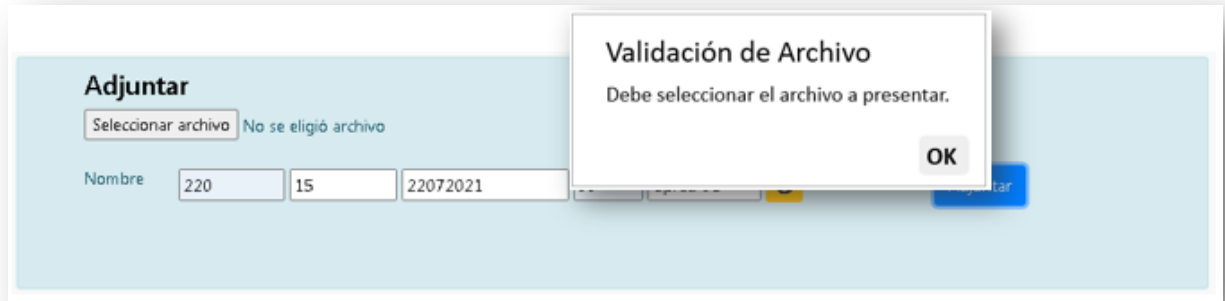 Validación de Archivo
Debe seleccionar el archivo a presentar.
OK
Adjuntar
Seleccionar archivo No se eligió archivo
Nombre 220 15 22072021